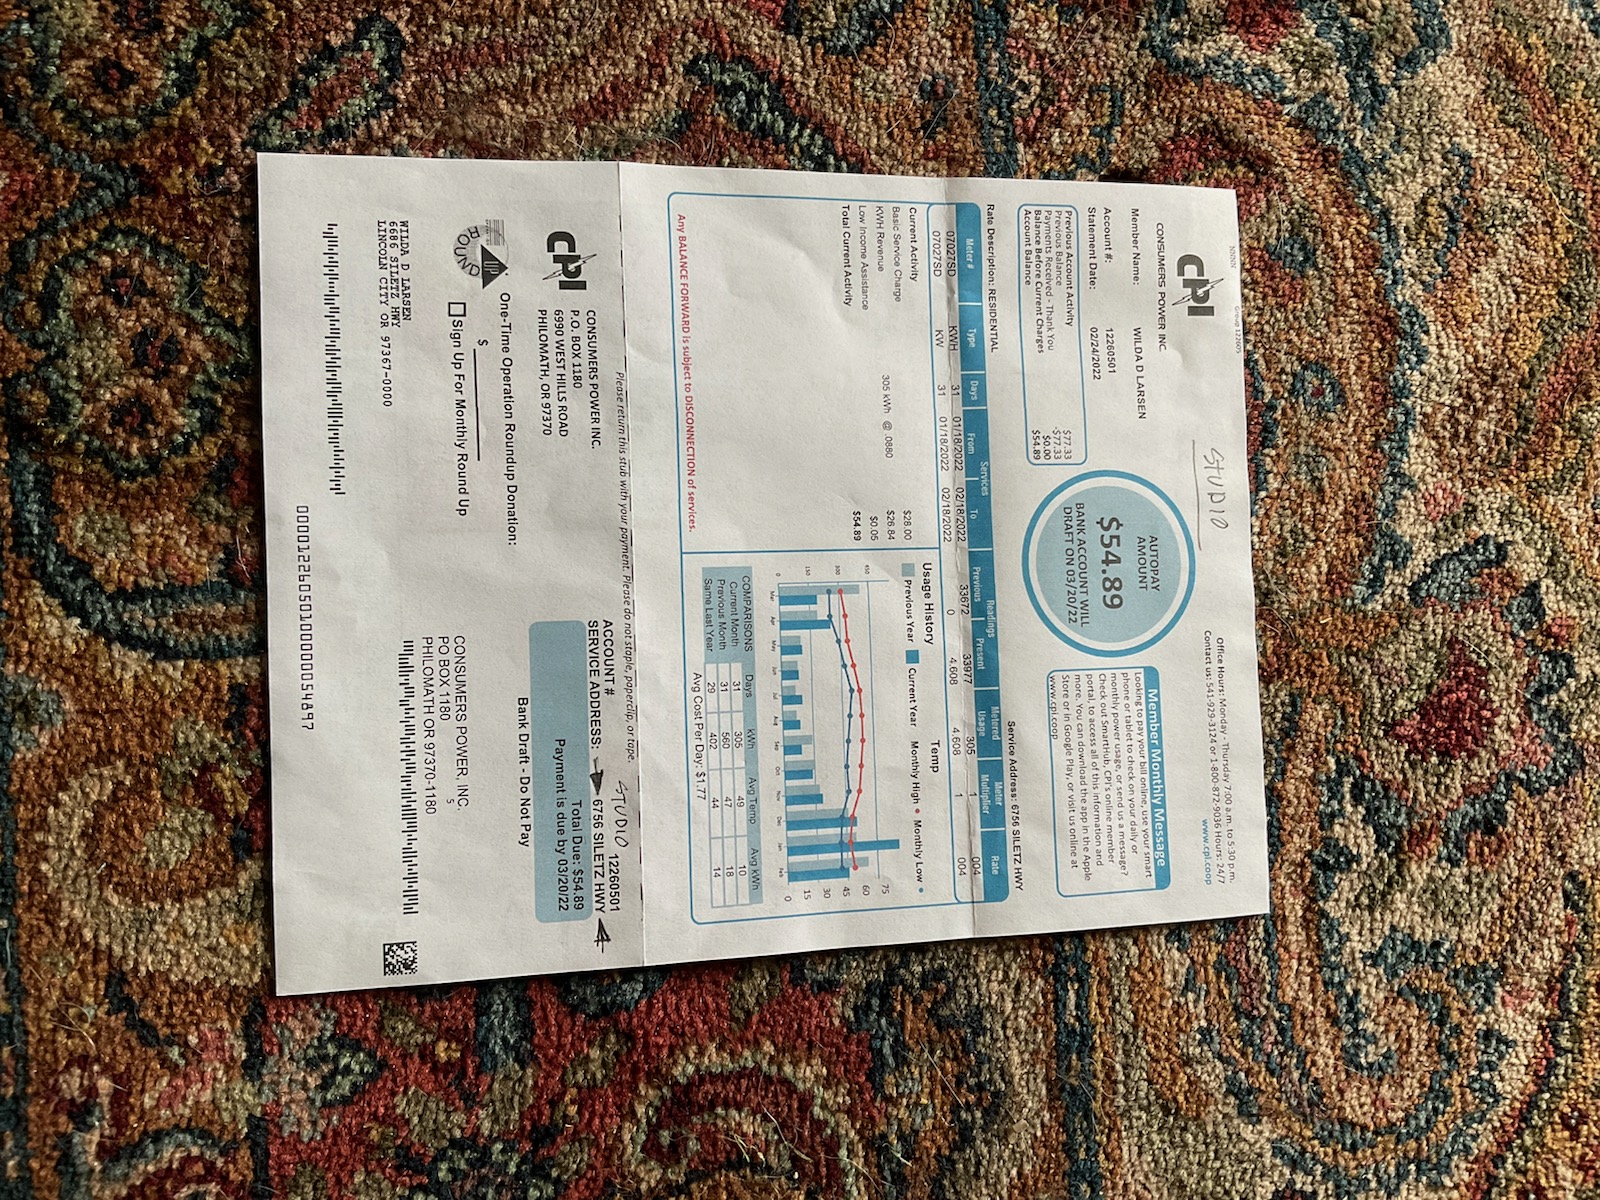 Group 122605
CPI
CONSUMERS POWER INC.
STUDIO
Office Hours: Monday - Thursday 7:00 a.m. to 5:30 p.m.
Contact us: 541-929-3124 or 1-800-872-9036 Hours: 24/7
www.cpi.coop
Member Name: WILDA D LARSEN
Account #: 12260501
Statement Date: 02/24/2022
AUTOPAY
AMOUNT
$54.89
BANK ACCOUNT WILL
DRAFT ON 03/20/22
Member Monthly Message
Looking to pay your bill online, use your smart
phone or tablet to check on your daily or
monthly power usage, or send us a message?
Check out SmartHub, CPI's online member
portal, to access all of this information and
more. You can download the app in the Apple
Store or in Google Play, or visit us online at
www.cpi.coop
Previous Account Activity
Previous Balance $77.33
Payments Received - Thank You -$77.33
Balance Before Current Charges $0.00
Account Balance $54.89
Rate Description: RESIDENTIAL
Service Address: 6756 SILETZ HWY
Meter # Type Days Services From To Readings Previous Present Metered Usage Meter Multiplier Rate
07027SD KWH 31 01/18/2022 02/18/2022 33672 33977 305 1 004
07027SD KW 31 01/18/2022 02/18/2022 0 4.608 4.608 1 004
Current Activity
Basic Service Charge $28.00
KWH Revenue 305 kWh @ .0880 $26.84
Low Income Assistance $0.05
Total Current Activity $54.89
Any BALANCE FORWARD is subject to DISCONNECTION of services.
Usage History Temp
Previous Year Current Year Monthly High Monthly Low
450 75
60
300 45
30
150 15
0 0
Mar Apr May Jun Jul Aug Sep Oct Nov Dec Jan Feb
COMPARISONS Days kWh Avg Temp Avg kWh
Current Month 31 305 49 10
Previous Month 31 560 47 18
Same Last Year 29 402 44 14
Avg Cost Per Day: $1.77
Please return this stub with your payment. Please do not staple, paperclip, or tape.
CPI
CONSUMERS POWER INC.
P.O. BOX 1180
6990 WEST HILLS ROAD
PHILOMATH, OR 97370
STUDIO
ACCOUNT # 12260501
SERVICE ADDRESS: 6756 SILETZ HWY
Total Due: $54.89
Payment is due by 03/20/22
Bank Draft - Do Not Pay
UP
ROUND
One-Time Operation Roundup Donation:
$
Sign Up For Monthly Round Up
WILDA D LARSEN
6686 SILETZ HWY
LINCOLN CITY OR 97367-0000
CONSUMERS POWER, INC.
5
PO BOX 1180
PHILOMATH OR 97370-1180
000012260501000000054897